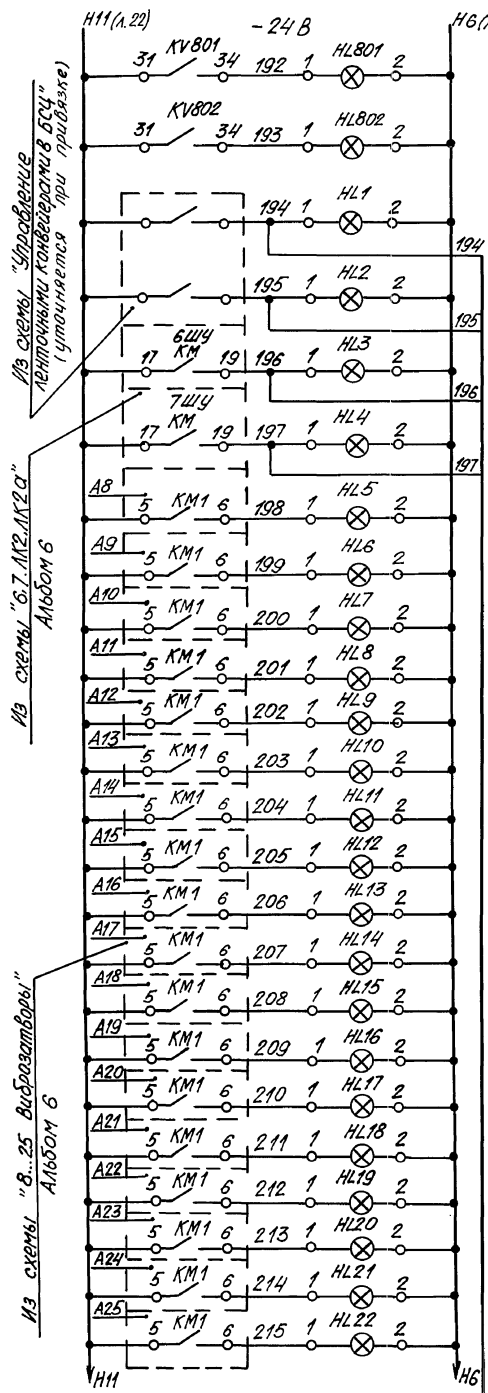 Н11 (л.22) -24 В Н6 (л
31 KV801 34 192 1 HL801 2
31 KV802 34 193 1 HL802 2
194 1 HL1 2
194
195 1 HL2 2
195
6ШУ
17 КМ 19 196 1 HL3 2
196
7ШУ
17 КМ 19 197 1 HL4 2
197
А8
5 КМ1 6 198 1 HL5 2
А9
5 КМ1 6 199 1 HL6 2
А10
5 КМ1 6 200 1 HL7 2
А11
5 КМ1 6 201 1 HL8 2
А12
5 КМ1 6 202 1 HL9 2
А13
5 КМ1 6 203 1 HL10 2
А14
5 КМ1 6 204 1 HL11 2
А15
5 КМ1 6 205 1 HL12 2
А16
5 КМ1 6 206 1 HL13 2
А17
5 КМ1 6 207 1 HL14 2
А18
5 КМ1 6 208 1 HL15 2
А19
5 КМ1 6 209 1 HL16 2
А20
5 КМ1 6 210 1 HL17 2
А21
5 КМ1 6 211 1 HL18 2
А22
5 КМ1 6 212 1 HL19 2
А23
5 КМ1 6 213 1 HL20 2
А24
5 КМ1 6 214 1 HL21 2
А25
5 КМ1 6 215 1 HL22 2
Н11 Н6
Из схемы "Управление
ленточными конвейерами в БСЦ"
(уточняется при привязке)
Из схемы "6.7. ЛК2.ЛК2а"
Альбом 6
Из схемы "8...25 Виброзатворы"
Альбом 6